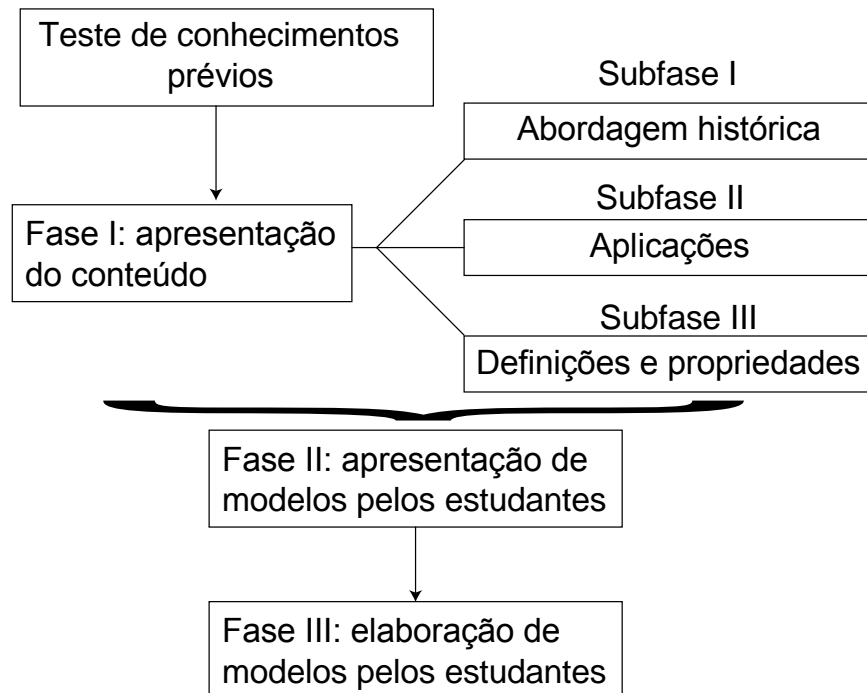 Teste de conhecimentos
prévios
Subfase I
Abordagem histórica
Fase I: apresentação
do conteúdo
Subfase II
Aplicações
Subfase III
Definições e propriedades
Fase II: apresentação de
modelos pelos estudantes
Fase III: elaboração de
modelos pelos estudantes